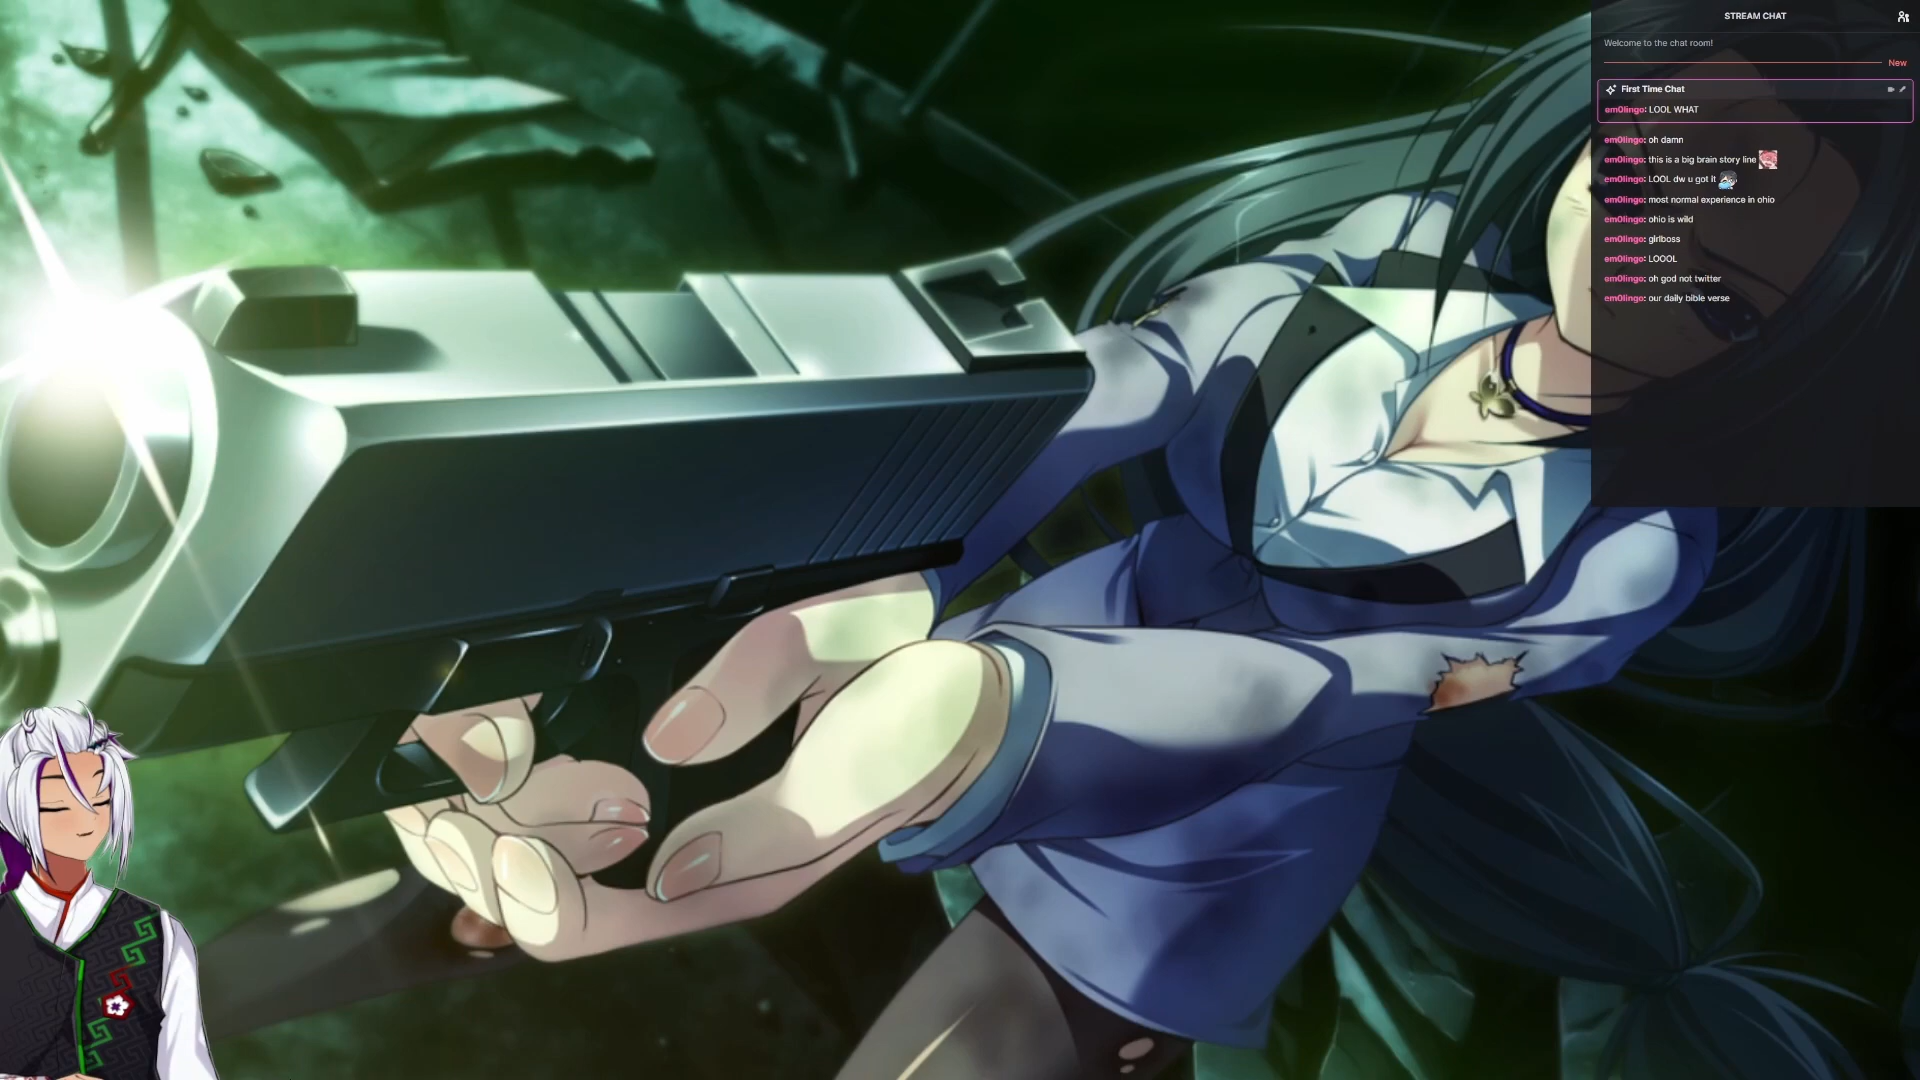 STREAM CHAT
Welcome to the chat room!
New
First Time Chat
em0lingo: LOOL WHAT
em0lingo: oh damn
em0lingo: this is a big brain story line
em0lingo: LOOL dw u got it
em0lingo: most normal experience in ohio
em0lingo: ohio is wild
em0lingo: girlboss
em0lingo: LOOOL
em0lingo: oh god not twitter
em0lingo: our daily bible verse